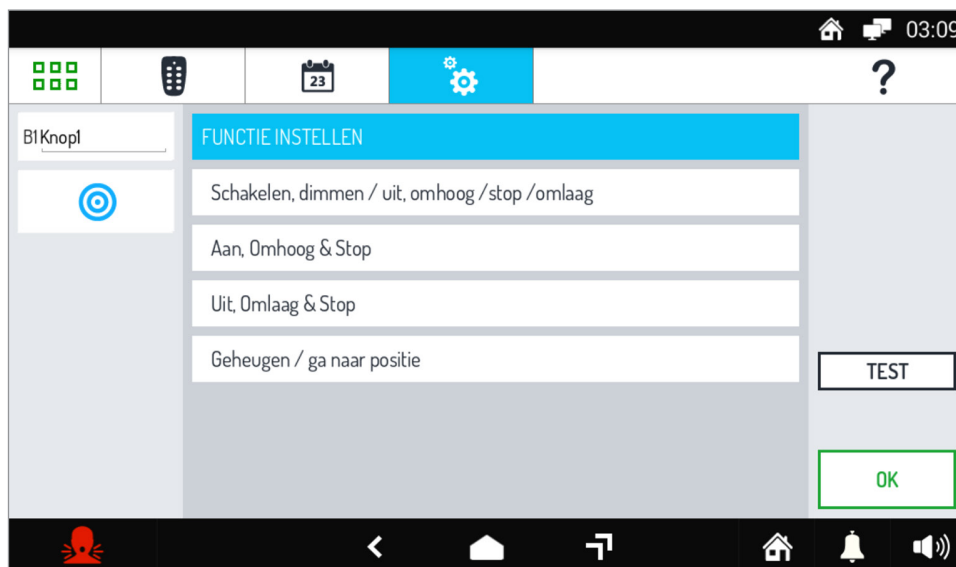 03:09
23
?
B1 Knop1
FUNCTIE INSTELLEN
Schakelen, dimmen / uit, omhoog /stop /omlaag
Aan, Omhoog & Stop
Uit, Omlaag & Stop
Geheugen / ga naar positie
TEST
OK